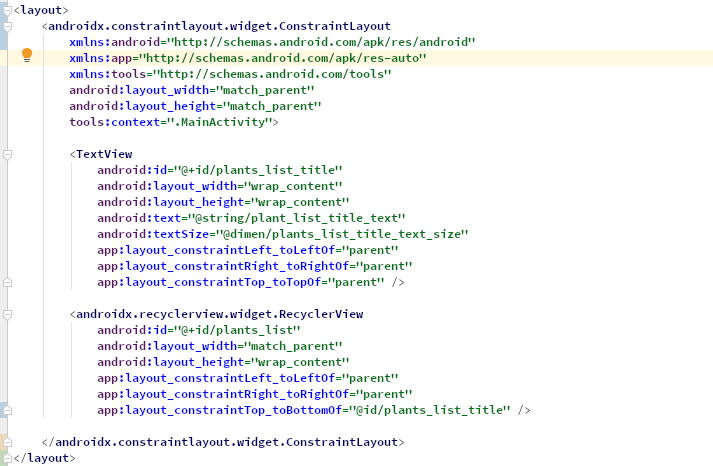 <layout>
    <androidx.constraintlayout.widget.ConstraintLayout
        xmlns:android="http://schemas.android.com/apk/res/android"
        xmlns:app="http://schemas.android.com/apk/res-auto"
        xmlns:tools="http://schemas.android.com/tools"
        android:layout_width="match_parent"
        android:layout_height="match_parent"
        tools:context=".MainActivity">

        <TextView
            android:id="@+id/plants_list_title"
            android:layout_width="wrap_content"
            android:layout_height="wrap_content"
            android:text="@string/plant_list_title_text"
            android:textSize="@dimen/plants_list_title_text_size"
            app:layout_constraintLeft_toLeftOf="parent"
            app:layout_constraintRight_toRightOf="parent"
            app:layout_constraintTop_toTopOf="parent" />

        <androidx.recyclerview.widget.RecyclerView
            android:id="@+id/plants_list"
            android:layout_width="match_parent"
            android:layout_height="wrap_content"
            app:layout_constraintLeft_toLeftOf="parent"
            app:layout_constraintRight_toRightOf="parent"
            app:layout_constraintTop_toBottomOf="@id/plants_list_title" />

    </androidx.constraintlayout.widget.ConstraintLayout>
</layout>